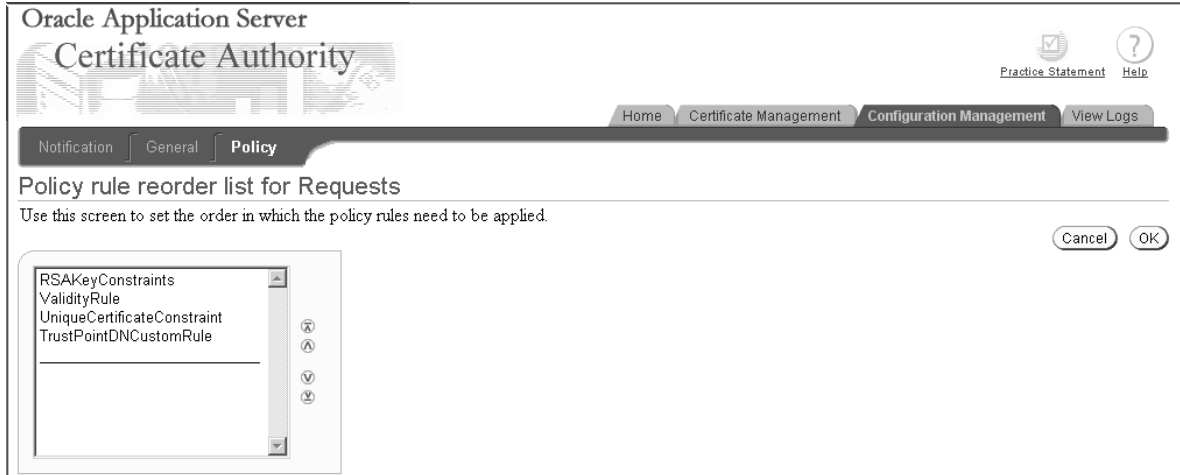 Oracle Application Server
Certificate Authority
Practice Statement Help
Home Certificate Management Configuration Management View Logs
Notification General Policy
Policy rule reorder list for Requests
Use this screen to set the order in which the policy rules need to be applied.
Cancel OK
RSAKeyConstraints
ValidityRule
UniqueCertificateConstraint
TrustPointDNCustomRule